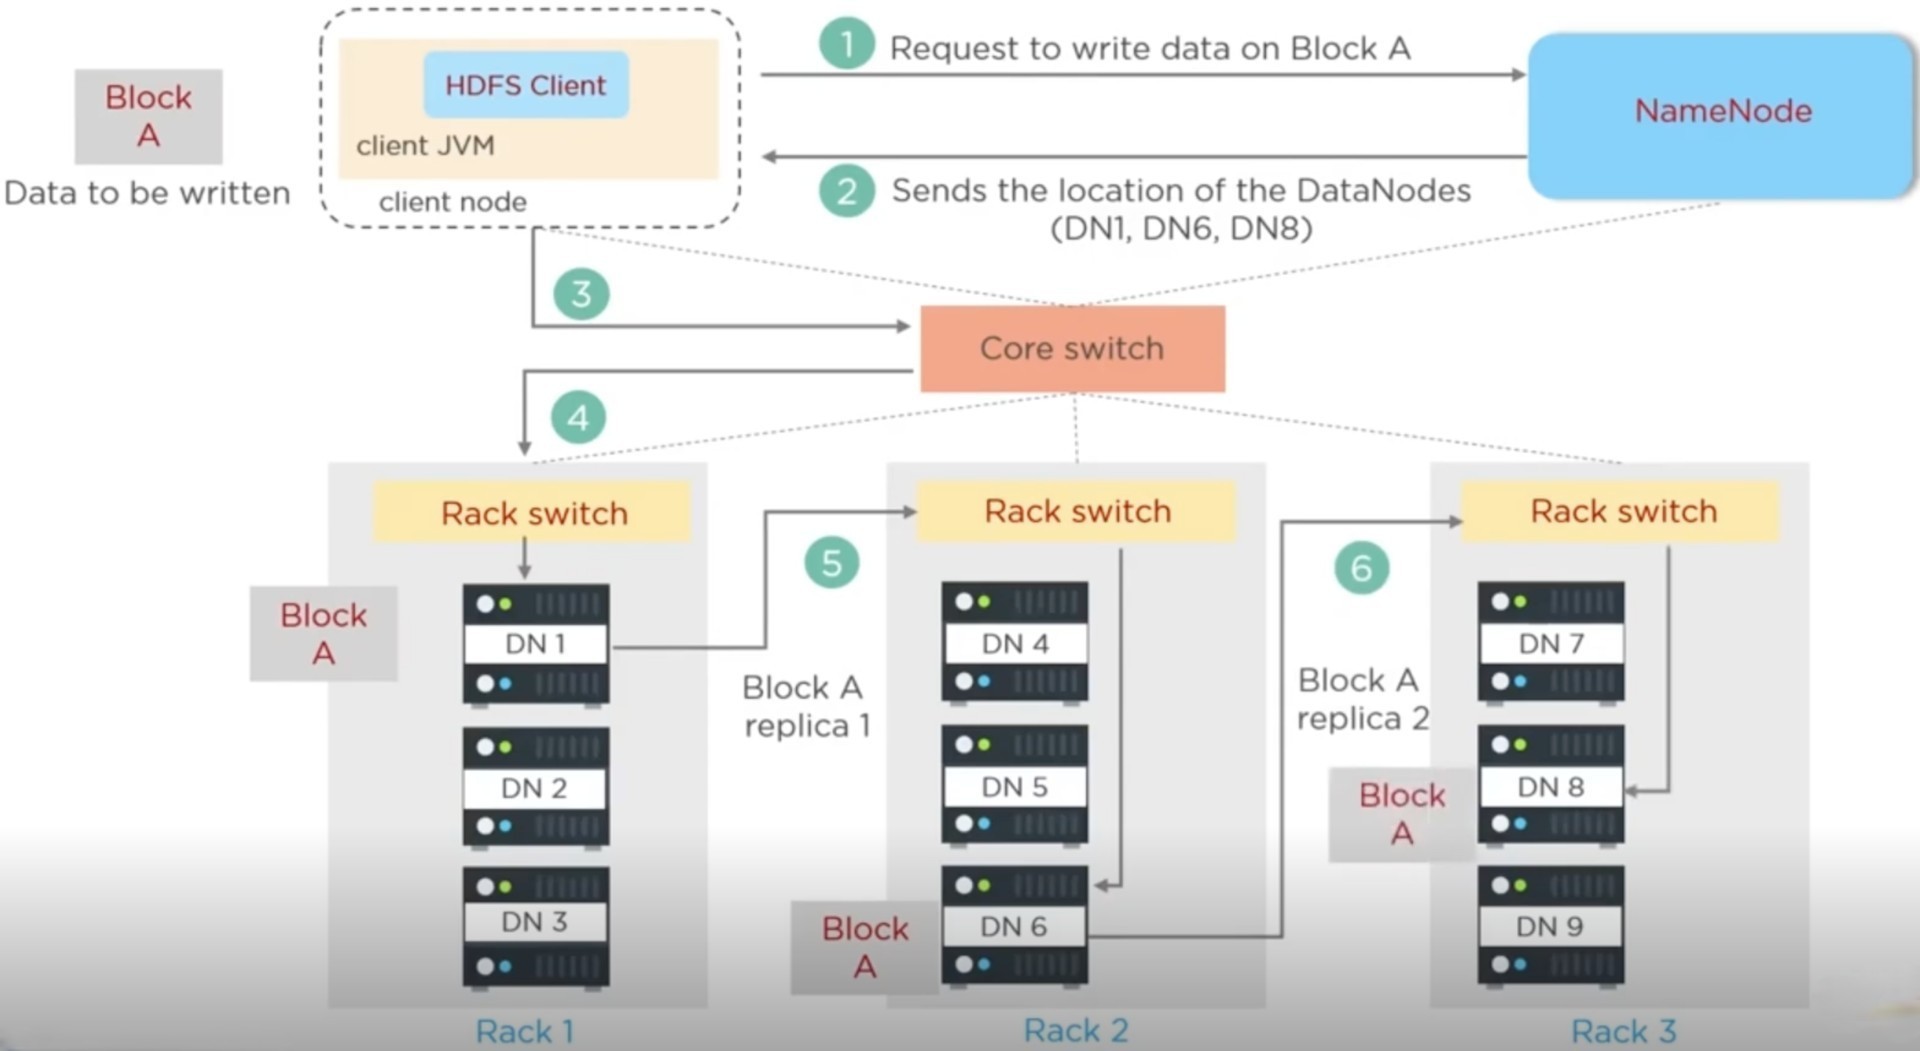 Block
A
Data to be written
HDFS Client
client JVM
client node
1
Request to write data on Block A
NameNode
2
Sends the location of the DataNodes
(DN1, DN6, DN8)
3
Core switch
4
Rack switch
Block
A
DN 1
DN 2
DN 3
Rack 1
5
Block A
replica 1
Rack switch
DN 4
DN 5
Block
A
DN 6
Rack 2
6
Block A
replica 2
Rack switch
DN 7
Block
A
DN 8
DN 9
Rack 3